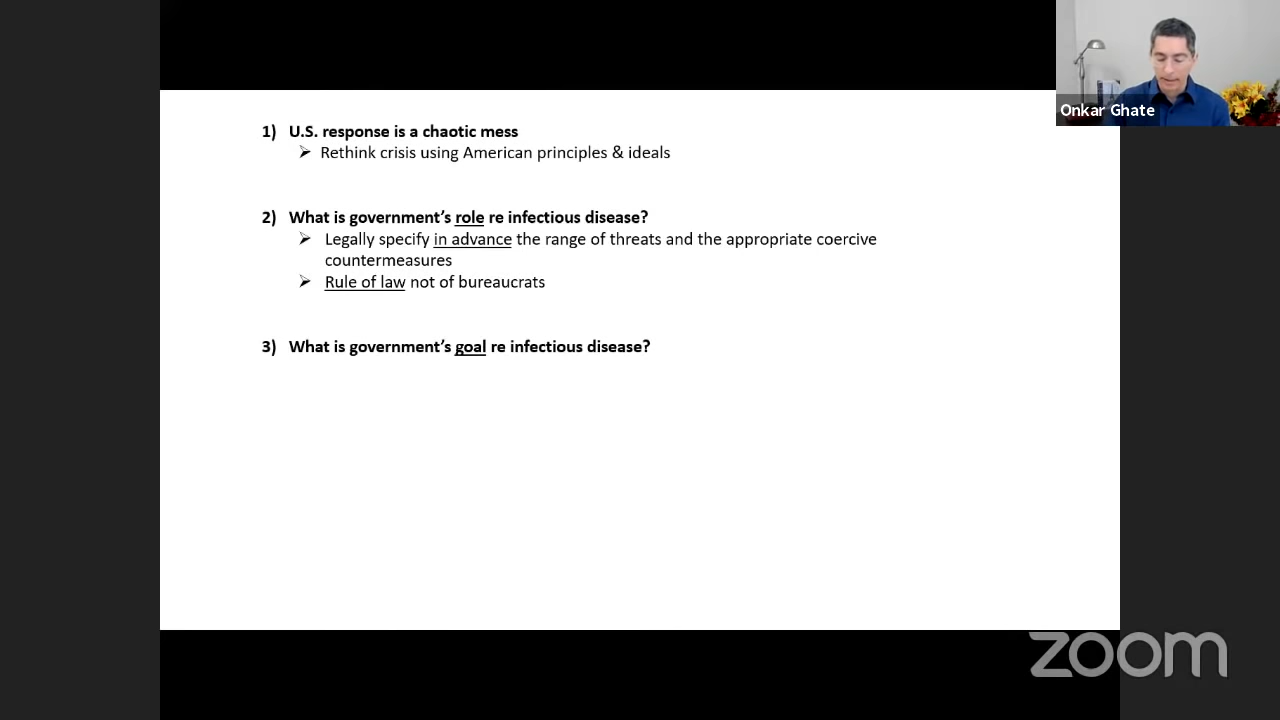 Onkar Ghate
1) U.S. response is a chaotic mess
➢ Rethink crisis using American principles & ideals
2) What is government’s role re infectious disease?
➢ Legally specify in advance the range of threats and the appropriate coercive
countermeasures
➢ Rule of law not of bureaucrats
3) What is government’s goal re infectious disease?
zoom